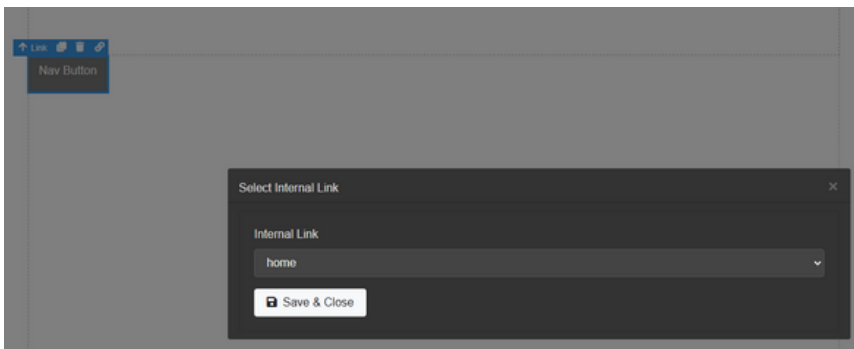 Link
Nav Button
Select Internal Link
Internal Link
home
Save & Close